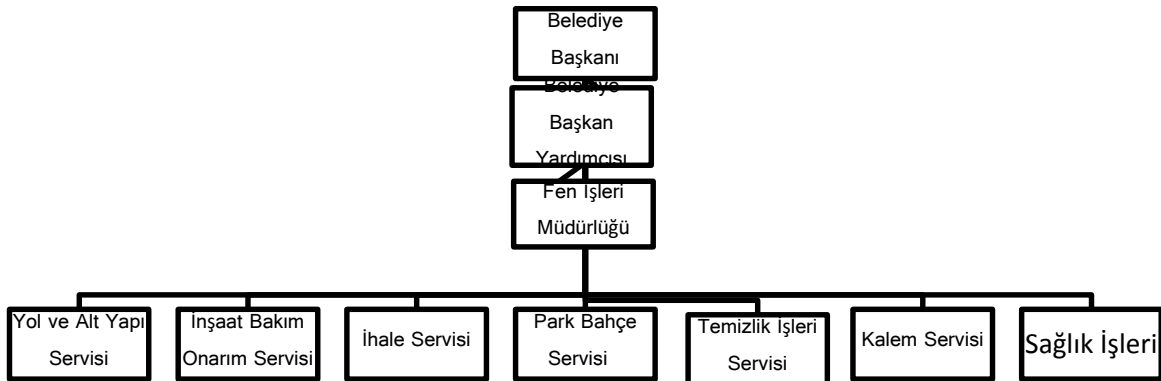 Belediye
Başkanı
Belediye
Başkan
Yardımcısı
Fen İşleri
Müdürlüğü
Yol ve Alt Yapı
Servisi
İnşaat Bakım
Onarım Servisi
İhale Servisi
Park Bahçe
Servisi
Temizlik İşleri
Servisi
Kalem Servisi
Sağlık İşleri